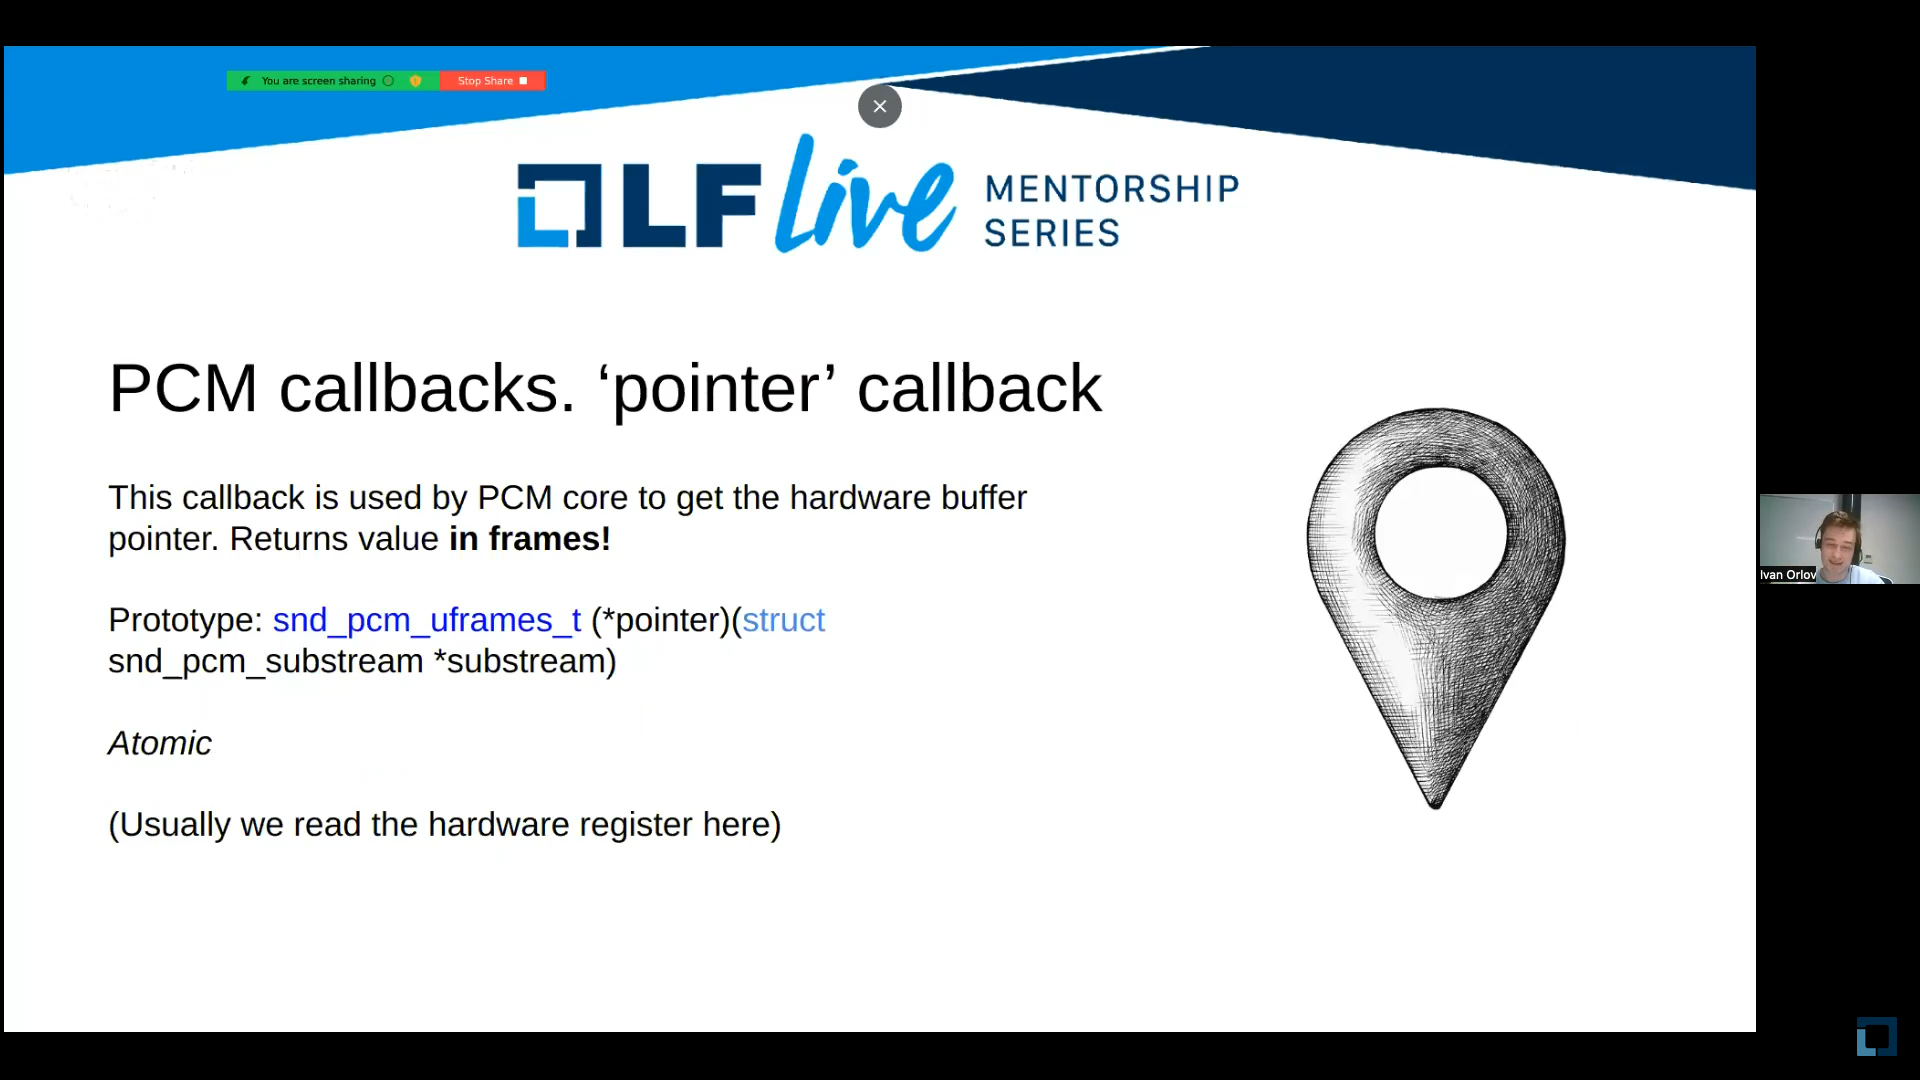 You are screen sharing
Stop Share
LF Live MENTORSHIP
SERIES
PCM callbacks. ‘pointer’ callback
This callback is used by PCM core to get the hardware buffer
pointer. Returns value in frames!
Prototype: snd_pcm_uframes_t (*pointer)(struct
snd_pcm_substream *substream)
Atomic
(Usually we read the hardware register here)
Ivan Orlov